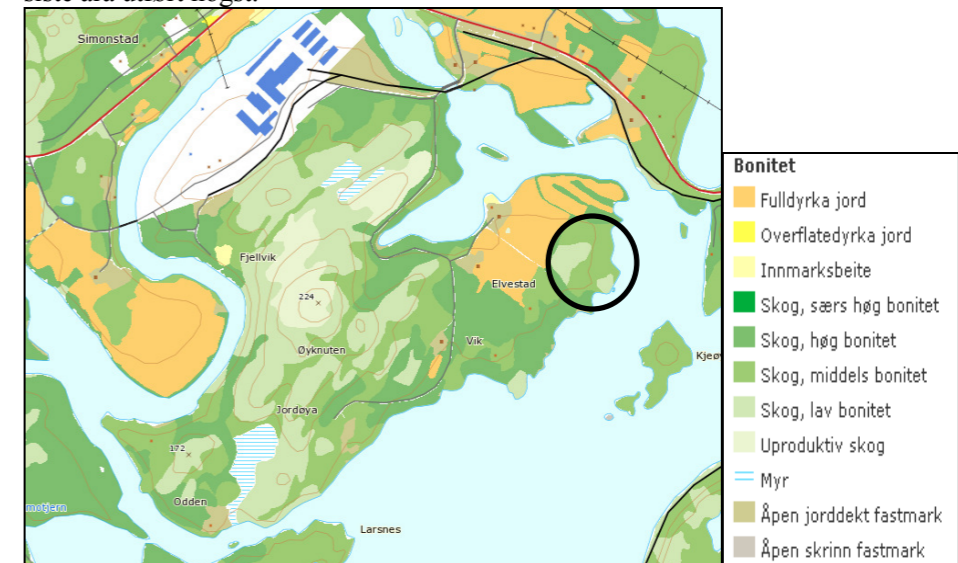 Simonstad
Fjellvik
224
Øyknuten
Jordøya
172
Odden
Elvestad
Vik
Larsnes
Bonitet
Fulldyrka jord
Overflatedyrka jord
Innmarksbeite
Skog, særs høg bonitet
Skog, høg bonitet
Skog, middels bonitet
Skog, lav bonitet
Uproduktiv skog
Myr
Åpen jorddekt fastmark
Åpen skrinn fastmark